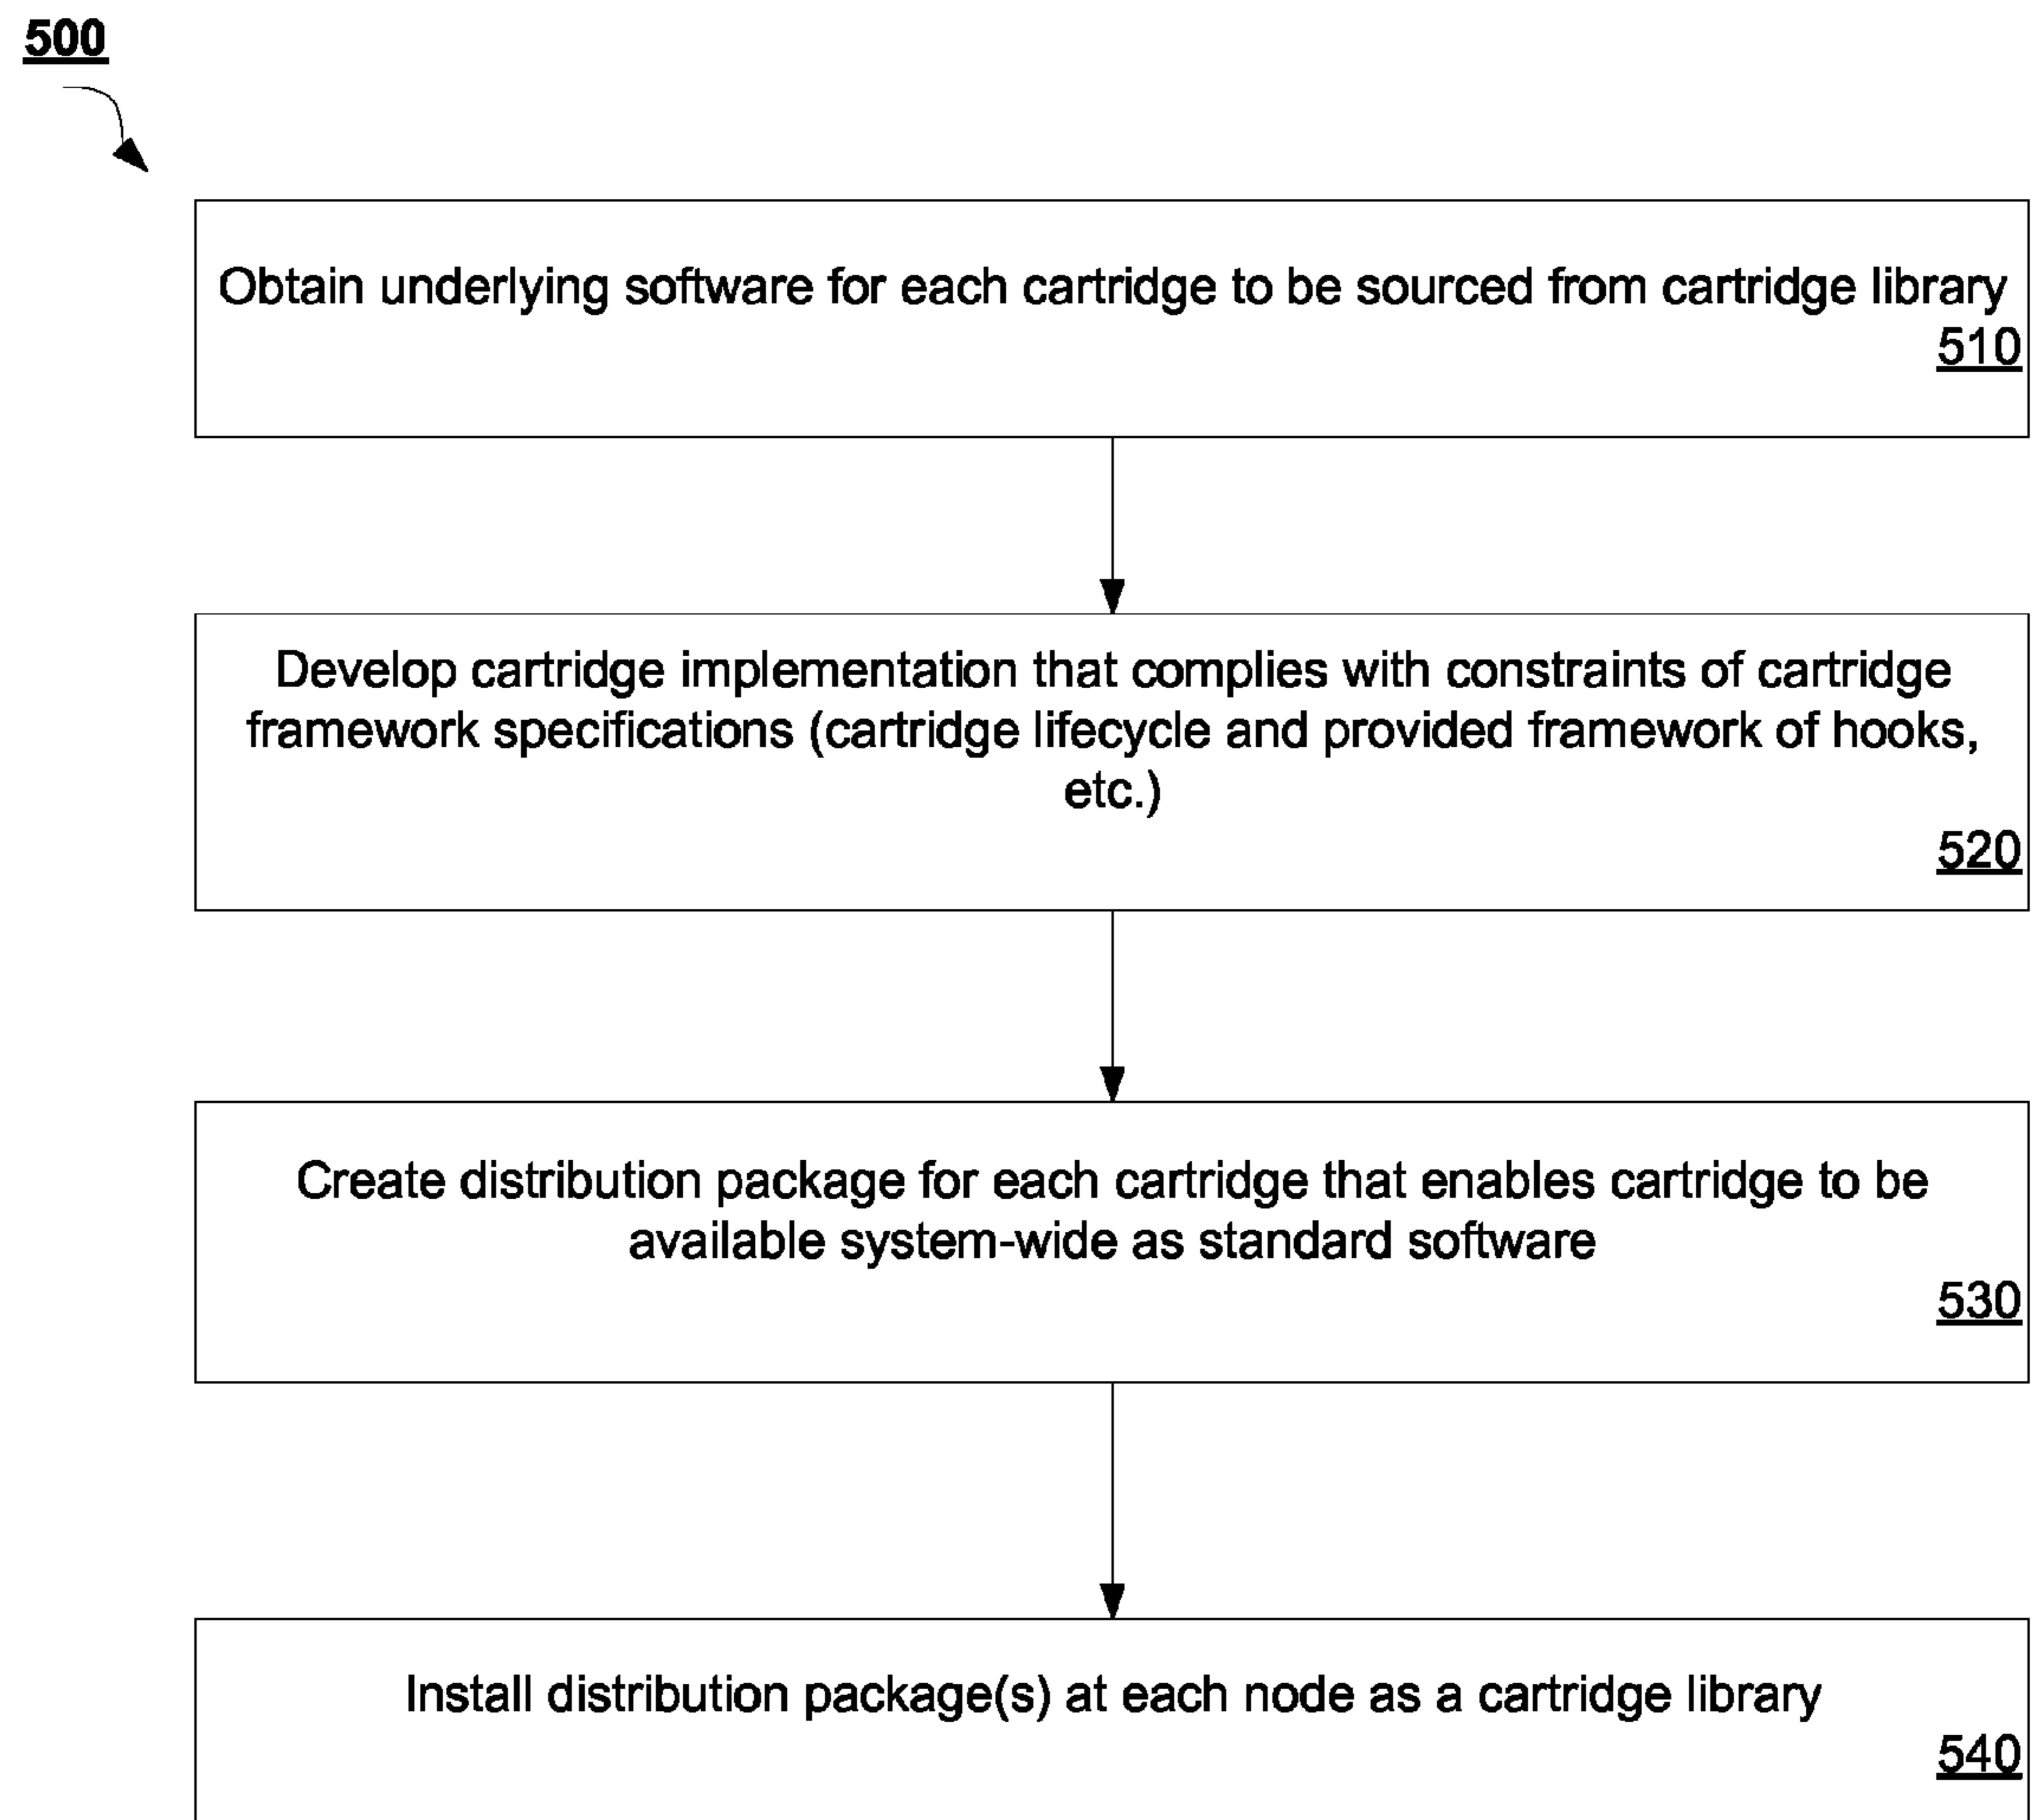 500
Obtain underlying software for each cartridge to be sourced from cartridge library
510
Develop cartridge implementation that complies with constraints of cartridge
framework specifications (cartridge lifecycle and provided framework of hooks,
etc.)
520
Create distribution package for each cartridge that enables cartridge to be
available system-wide as standard software
530
Install distribution package(s) at each node as a cartridge library
540